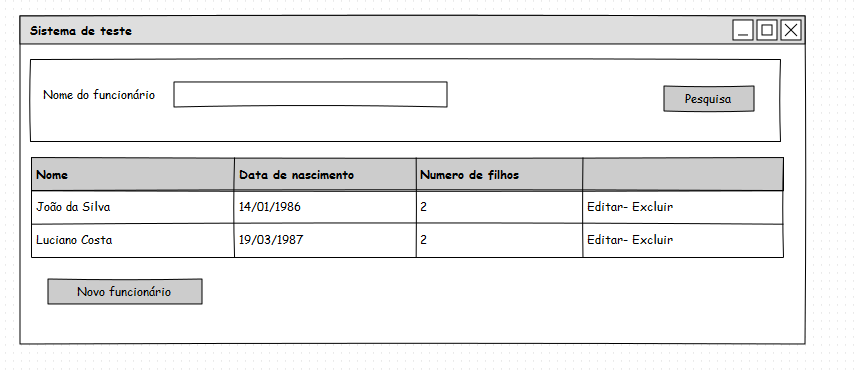 Sistema de teste
Nome do funcionário
Pesquisa
Nome Data de nascimento Numero de filhos
João da Silva 14/01/1986 2 Editar- Excluir
Luciano Costa 19/03/1987 2 Editar- Excluir
Novo funcionário